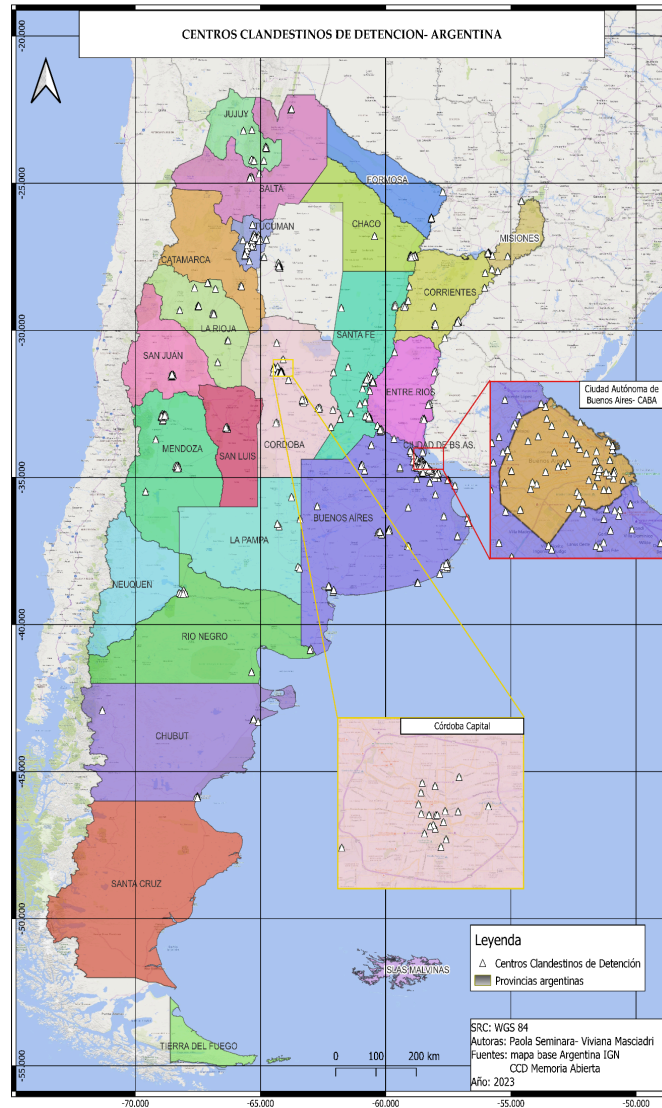 CENTROS CLANDESTINOS DE DETENCION- ARGENTINA
-20.000
-25.000
-30.000
-35.000
-40.000
-45.000
-50.000
-55.000
JUJUY
SALTA
FORMOSA
CHACO
TUCUMAN
MISIONES
CATAMARCA
CORRIENTES
LA RIOJA
SANTA FE
SAN JUAN
ENTRE RIOS
Ciudad Autónoma de
Buenos Aires- CABA
CORDOBA
CIUDAD DE BS.AS.
MENDOZA
SAN LUIS
BUENOS AIRES
LA PAMPA
NEUQUEN
RIO NEGRO
CHUBUT
Córdoba Capital
SANTA CRUZ
ISLAS MALVINAS
TIERRA DEL FUEGO
Leyenda
Centros Clandestinos de Detención
Provincias argentinas
SRC: WGS 84
Autoras: Paola Seminara- Viviana Masciadri
Fuentes: mapa base Argentina IGN
CCD Memoria Abierta
Año: 2023
0 100 200 km
-70.000 -65.000 -60.000 -55.000 -50.000